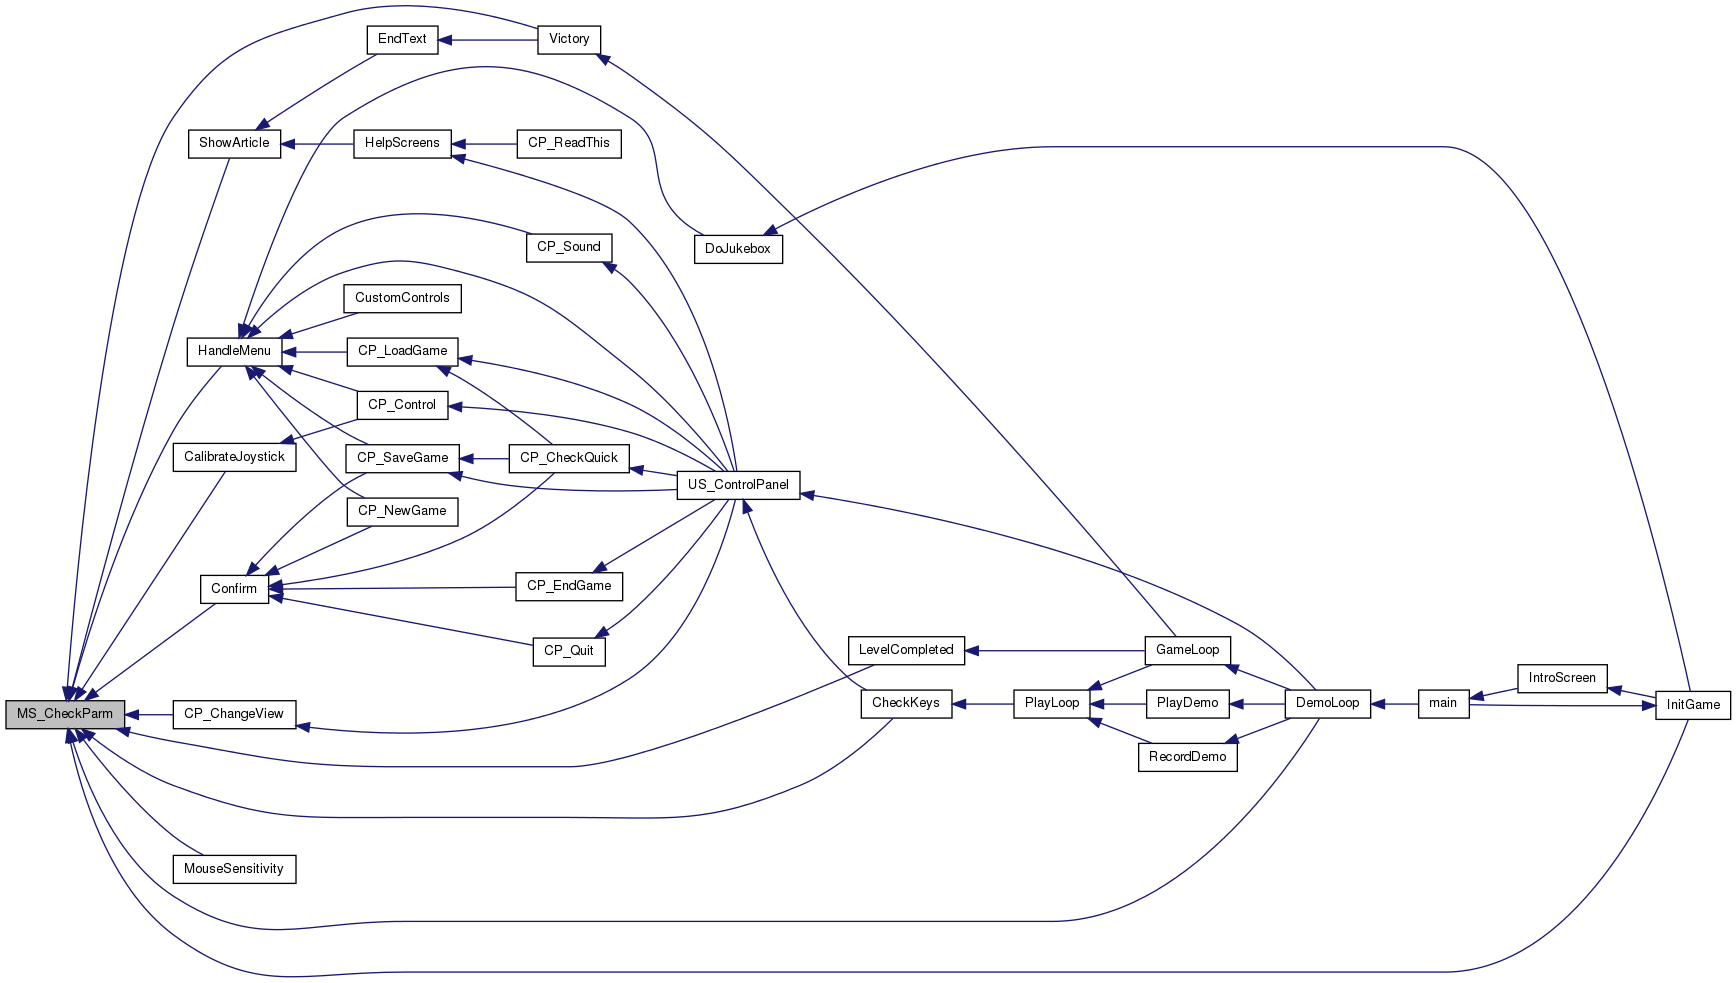 EndText
Victory
ShowArticle
HelpScreens
CP_ReadThis
CP_Sound
DoJukebox
CustomControls
HandleMenu
CP_LoadGame
CP_Control
CalibrateJoystick
CP_SaveGame
CP_CheckQuick
US_ControlPanel
CP_NewGame
Confirm
CP_EndGame
CP_Quit
LevelCompleted
GameLoop
IntroScreen
MS_CheckParm
CP_ChangeView
CheckKeys
PlayLoop
PlayDemo
DemoLoop
main
InitGame
RecordDemo
MouseSensitivity